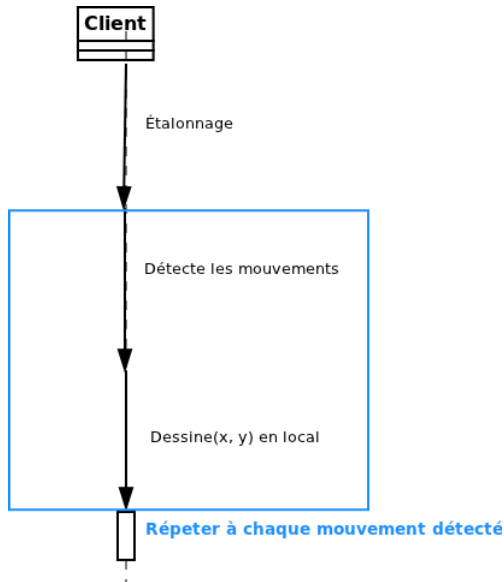 Client
Étalonnage
Détecte les mouvements
Dessine(x, y) en local
Répeter à chaque mouvement détecté